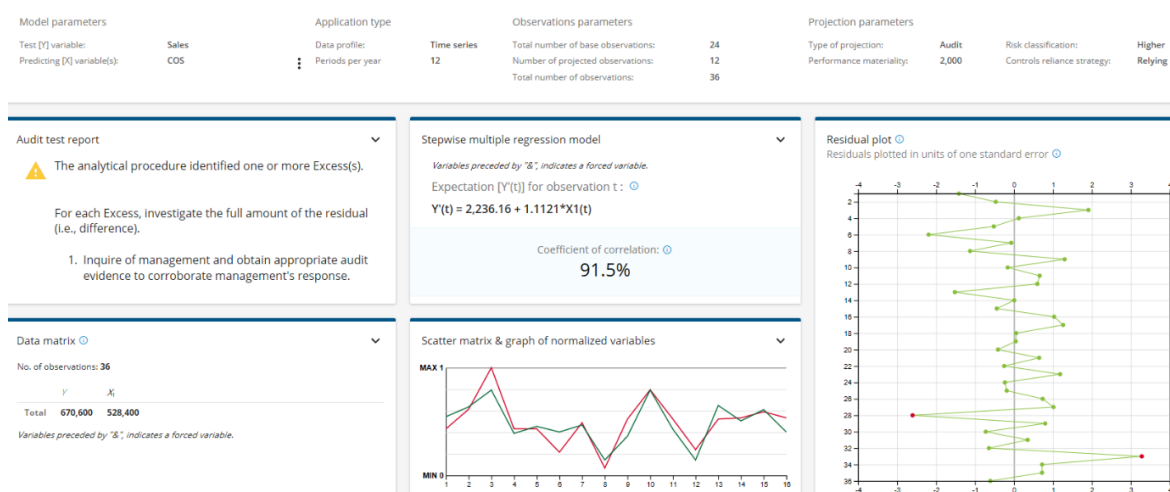 Model parameters
Application type
Observations parameters
Projection parameters
Test [Y] variable: Sales
Data profile: Time series
Total number of base observations: 24
Type of projection: Audit
Risk classification: Higher
Predicting [X] variable(s): COS
Periods per year 12
Number of projected observations: 12
Performance materiality: 2,000
Controls reliance strategy: Relying
Total number of observations: 36
Audit test report
The analytical procedure identified one or more Excess(s).
For each Excess, investigate the full amount of the residual
(i.e., difference).
1. Inquire of management and obtain appropriate audit
evidence to corroborate management's response.
Stepwise multiple regression model
Variables preceded by "&", indicates a forced variable.
Expectation [Y'(t)] for observation t :
Y'(t) = 2,236.16 + 1.1121*X1(t)
Coefficient of correlation:
91.5%
Residual plot
Residuals plotted in units of one standard error
-4 -3 -2 -1 0 1 2 3 4
2
4
6
8
10
12
14
16
18
20
22
24
26
28
30
32
34
36
-4 -3 -2 -1 0 1 2 3 4
Data matrix
No. of observations: 36
Y X1
Total 670,600 528,400
Variables preceded by "&", indicates a forced variable.
Scatter matrix & graph of normalized variables
MAX 1
MIN 0
1 2 3 4 5 6 7 8 9 10 11 12 13 14 15 16